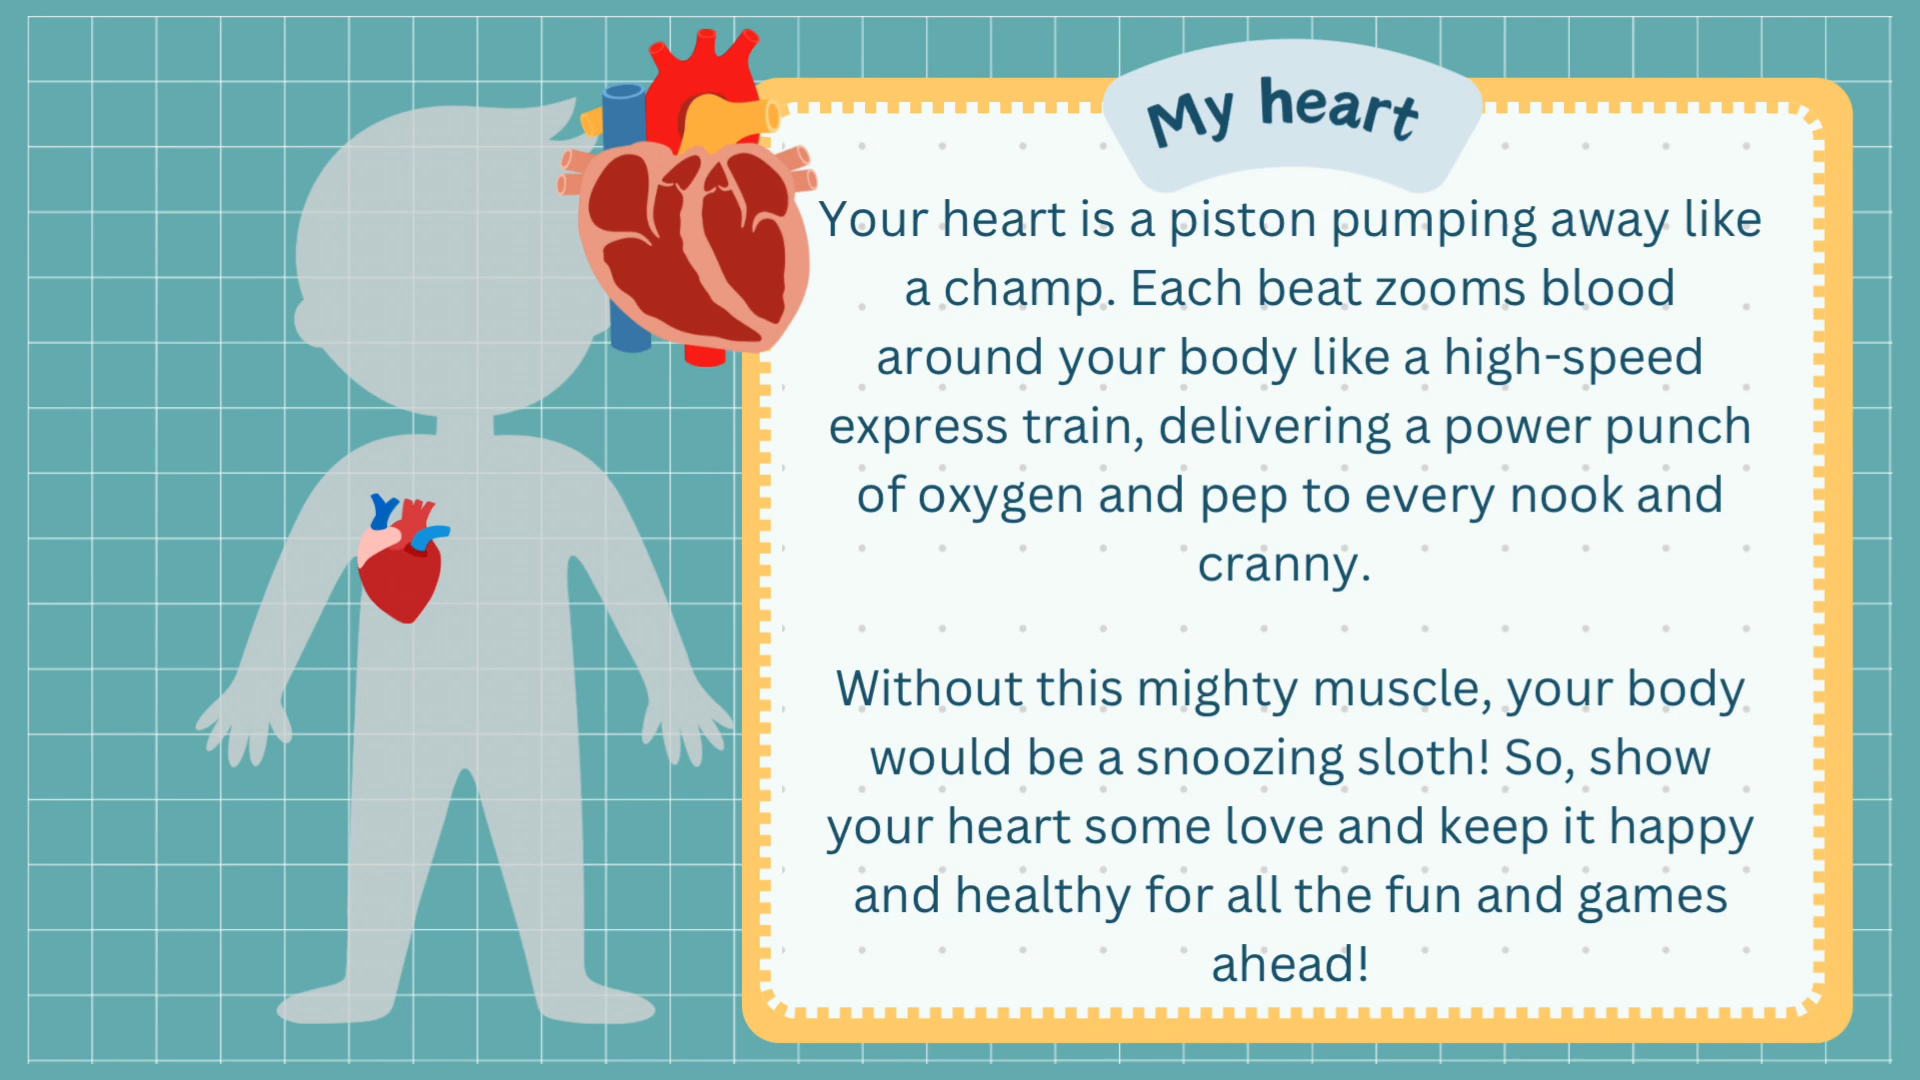 My heart
Your heart is a piston pumping away like
a champ. Each beat zooms blood
around your body like a high-speed
express train, delivering a power punch
of oxygen and pep to every nook and
cranny.
Without this mighty muscle, your body
would be a snoozing sloth! So, show
your heart some love and keep it happy
and healthy for all the fun and games
ahead!